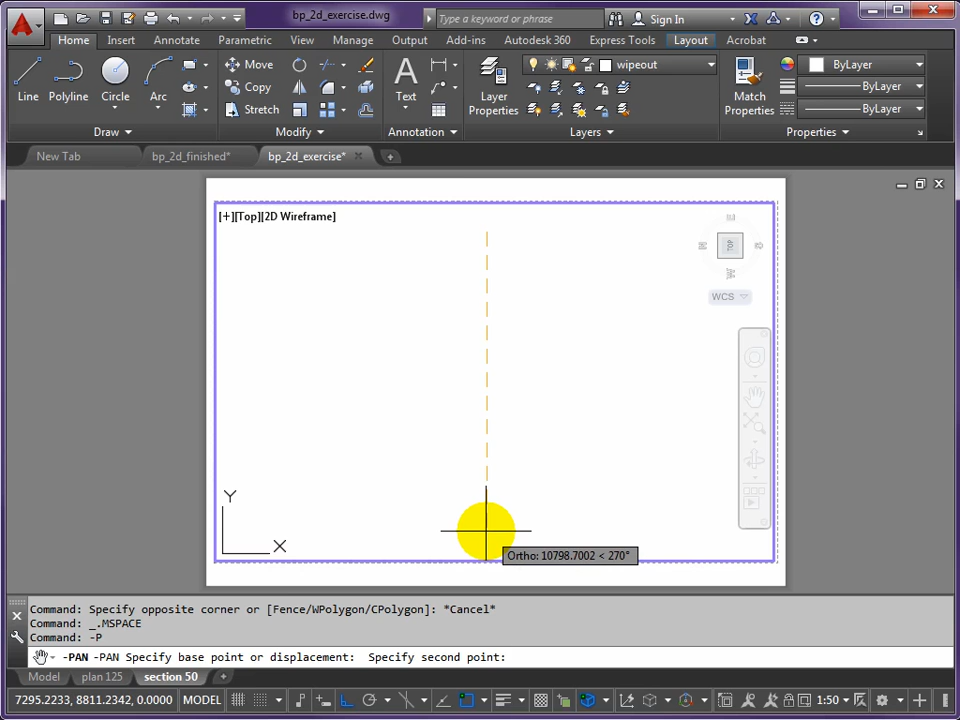 bp_2d_exercise.dwg
Type a keyword or phrase
Sign In
Home Insert Annotate Parametric View Manage Output Add-ins Autodesk 360 Express Tools Layout Acrobat
Line
Polyline
Circle
Arc
Move
Copy
Stretch
Text
Layer
Properties
wipeout
Match
Properties
ByLayer
ByLayer
ByLayer
Draw
Modify
Annotation
Layers
Properties
New Tab
bp_2d_finished*
bp_2d_exercise*
[+][Top][2D Wireframe]
TOP
WCS
Y
X
Ortho: 10798.7002 < 270°
Command: Specify opposite corner or [Fence/WPolygon/CPolygon]: *Cancel*
Command: _.MSPACE
Command: -P
-PAN -PAN Specify base point or displacement: Specify second point:
Model plan 125 section 50
7295.2233, 8811.2342, 0.0000 MODEL
1:50